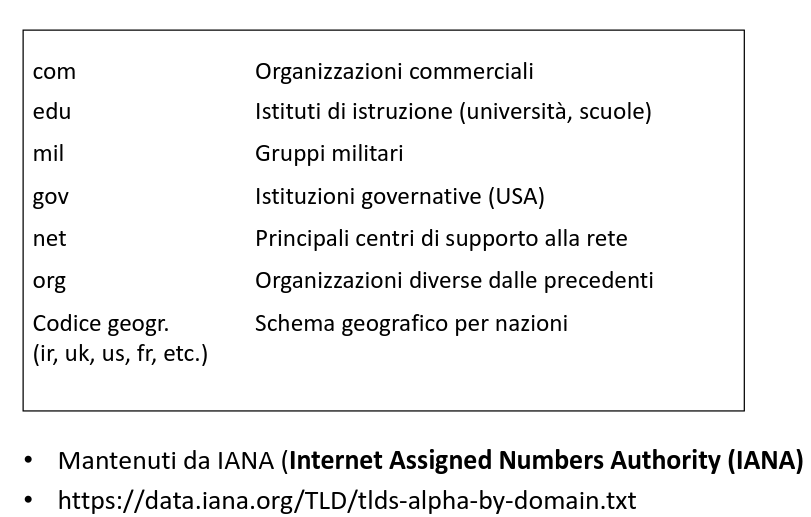 com Organizzazioni commerciali
edu Istituti di istruzione (università, scuole)
mil Gruppi militari
gov Istituzioni governative (USA)
net Principali centri di supporto alla rete
org Organizzazioni diverse dalle precedenti
Codice geogr. Schema geografico per nazioni
(ir, uk, us, fr, etc.)
• Mantenuti da IANA (Internet Assigned Numbers Authority (IANA)
• https://data.iana.org/TLD/tlds-alpha-by-domain.txt